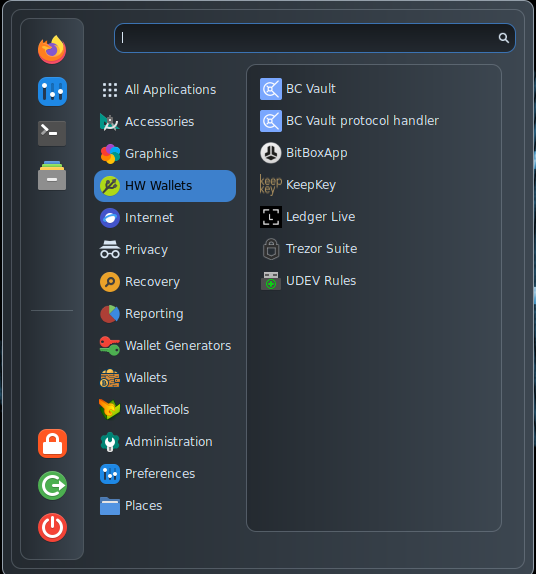 All Applications
Accessories
Graphics
HW Wallets
Internet
Privacy
Recovery
Reporting
Wallet Generators
Wallets
WalletTools
Administration
Preferences
Places
BC Vault
BC Vault protocol handler
BitBoxApp
keep
key
KeepKey
L
Ledger Live
Trezor Suite
UDEV Rules